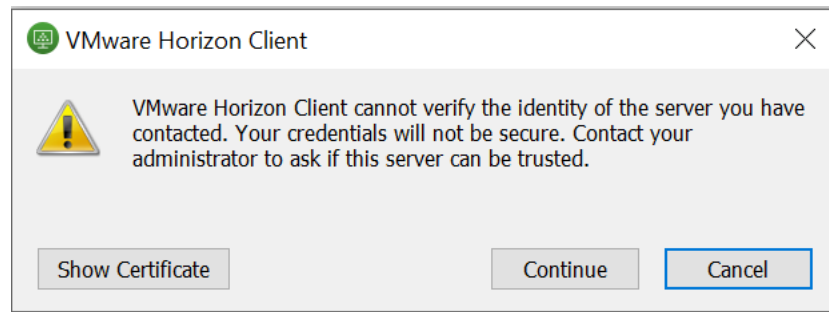 VMware Horizon Client
VMware Horizon Client cannot verify the identity of the server you have
contacted. Your credentials will not be secure. Contact your
administrator to ask if this server can be trusted.
Show Certificate
Continue
Cancel